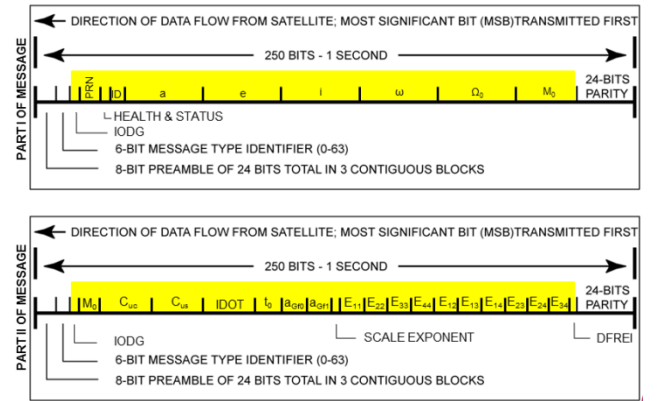 DIRECTION OF DATA FLOW FROM SATELLITE; MOST SIGNIFICANT BIT (MSB)TRANSMITTED FIRST
250 BITS - 1 SECOND
PART I OF MESSAGE
PRN ID a e i ω Ω₀ M₀
24-BITS
PARITY
HEALTH & STATUS
IODG
6-BIT MESSAGE TYPE IDENTIFIER (0-63)
8-BIT PREAMBLE OF 24 BITS TOTAL IN 3 CONTIGUOUS BLOCKS
DIRECTION OF DATA FLOW FROM SATELLITE; MOST SIGNIFICANT BIT (MSB)TRANSMITTED FIRST
250 BITS - 1 SECOND
PART II OF MESSAGE
M₀ Cuc Cus IDOT t₀ aGf0 aGf1 E₁₁ E₂₂ E₃₃ E₄₄ E₁₂ E₁₃ E₁₄ E₂₃ E₂₄ E₃₄
24-BITS
PARITY
IODG
SCALE EXPONENT
DFREI
6-BIT MESSAGE TYPE IDENTIFIER (0-63)
8-BIT PREAMBLE OF 24 BITS TOTAL IN 3 CONTIGUOUS BLOCKS